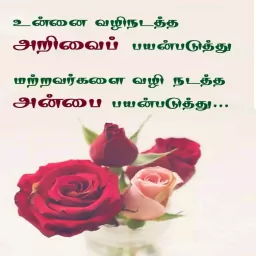 உன்னை வழிநடத்த
அறிவைப் பயன்படுத்து
மற்றவர்களை வழி நடத்த
அன்பை பயன்படுத்து...